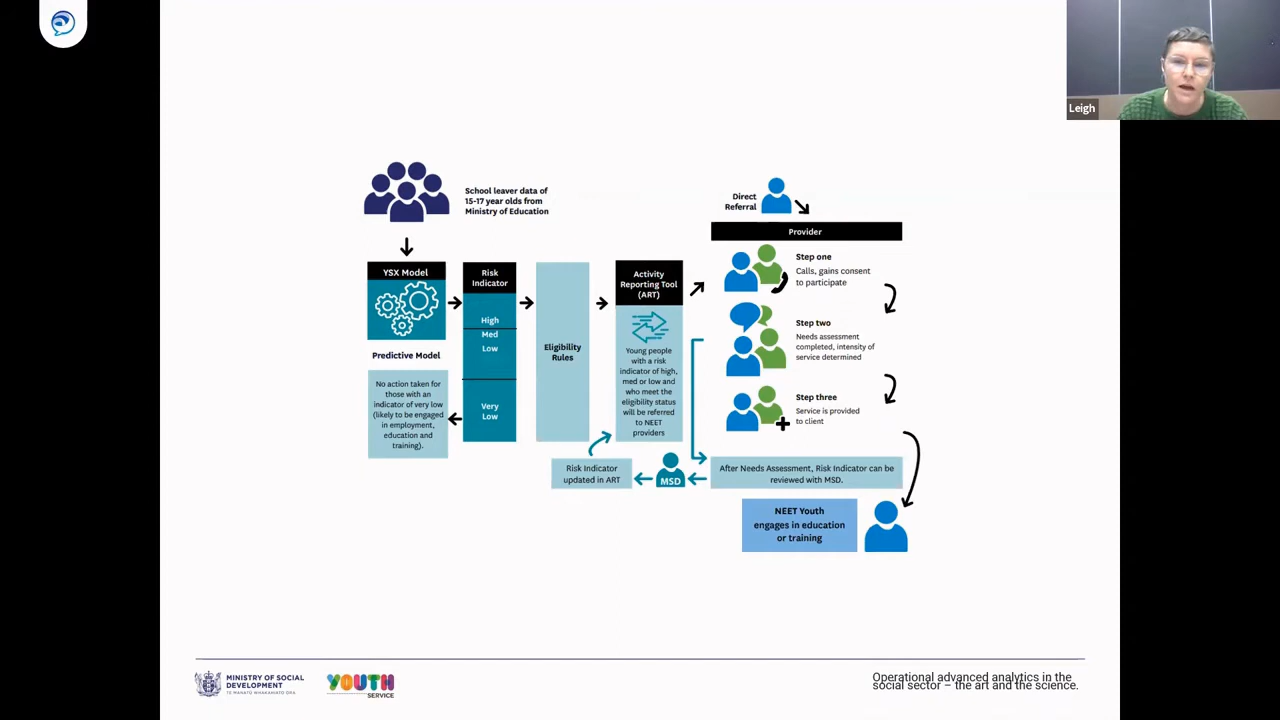 Leigh
School leaver data of
15-17 year olds from
Ministry of Education
YSX Model
Predictive Model
No action taken for
those with an
indicator of very low
(likely to be engaged
in employment,
education and
training).
Risk
Indicator
High
Med
Low
Very
Low
Eligibility
Rules
Activity
Reporting Tool
(ART)
Young people
with a risk
indicator of high,
med or low and
who meet the
eligibility status
will be referred
to NEET
providers
Direct
Referral
Provider
Step one
Calls, gains consent
to participate
Step two
Needs assessment
completed, intensity of
service determined
Step three
Service is provided
to client
Risk Indicator
updated in ART
MSD
After Needs Assessment, Risk Indicator can be
reviewed with MSD.
NEET Youth
engages in education
or training
MINISTRY OF SOCIAL
DEVELOPMENT
TE MANATŪ WHAKAHIATO ORA
YOUTH
SERVICE
Operational advanced analytics in the
social sector – the art and the science.